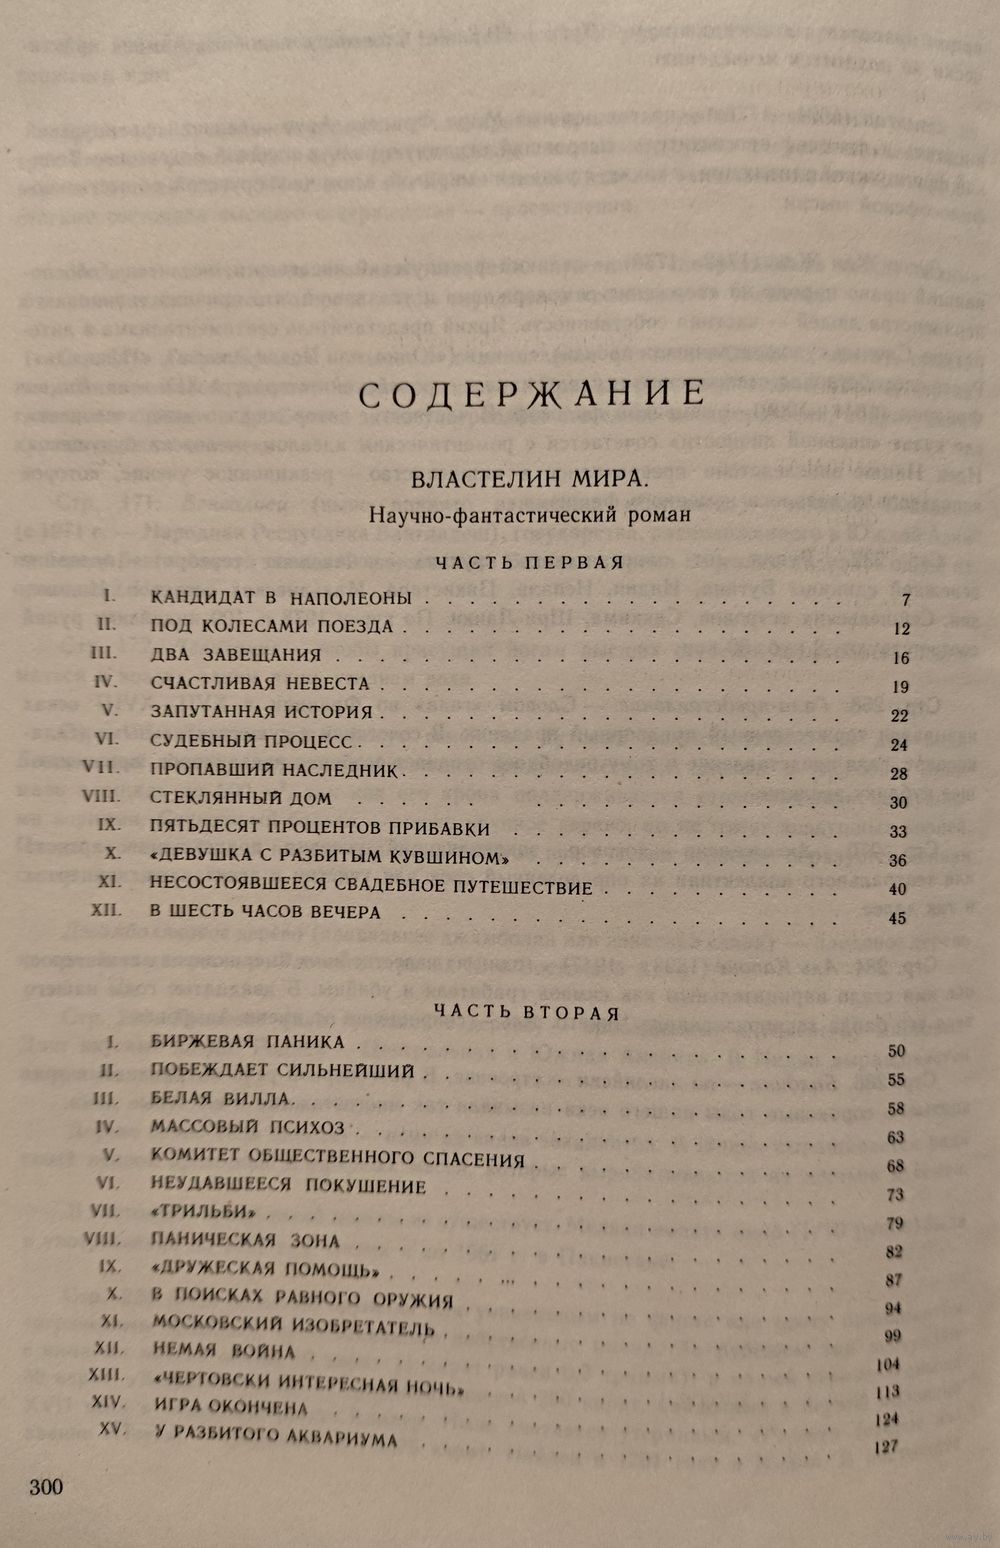 СОДЕРЖАНИЕ
ВЛАСТЕЛИН МИРА.
Научно-фантастический роман
ЧАСТЬ ПЕРВАЯ
I. КАНДИДАТ В НАПОЛЕОНЫ . . . . . . . . . . . . . . . . . . 7
II. ПОД КОЛЕСАМИ ПОЕЗДА . . . . . . . . . . . . . . . . . . 12
III. ДВА ЗАВЕЩАНИЯ . . . . . . . . . . . . . . . . . . 16
IV. СЧАСТЛИВАЯ НЕВЕСТА . . . . . . . . . . . . . . . . . . 19
V. ЗАПУТАННАЯ ИСТОРИЯ . . . . . . . . . . . . . . . . . . 22
VI. СУДЕБНЫЙ ПРОЦЕСС . . . . . . . . . . . . . . . . . . 24
VII. ПРОПАВШИЙ НАСЛЕДНИК . . . . . . . . . . . . . . . . . . 28
VIII. СТЕКЛЯННЫЙ ДОМ . . . . . . . . . . . . . . . . . . 30
IX. ПЯТЬДЕСЯТ ПРОЦЕНТОВ ПРИБАВКИ . . . . . . . . . . . . . . 33
X. «ДЕВУШКА С РАЗБИТЫМ КУВШИНОМ» . . . . . . . . . . . . . 36
XI. НЕСОСТОЯВШЕЕСЯ СВАДЕБНОЕ ПУТЕШЕСТВИЕ . . . . . . . . . . 40
XII. В ШЕСТЬ ЧАСОВ ВЕЧЕРА . . . . . . . . . . . . . . . . . . 45
ЧАСТЬ ВТОРАЯ
I. БИРЖЕВАЯ ПАНИКА . . . . . . . . . . . . . . . . . . 50
II. ПОБЕЖДАЕТ СИЛЬНЕЙШИЙ . . . . . . . . . . . . . . . . . . 55
III. БЕЛАЯ ВИЛЛА . . . . . . . . . . . . . . . . . . 58
IV. МАССОВЫЙ ПСИХОЗ . . . . . . . . . . . . . . . . . . 63
V. КОМИТЕТ ОБЩЕСТВЕННОГО СПАСЕНИЯ . . . . . . . . . . . . . 68
VI. НЕУДАВШЕЕСЯ ПОКУШЕНИЕ . . . . . . . . . . . . . . . . . . 73
VII. «ТРИЛЬБИ» . . . . . . . . . . . . . . . . . . 79
VIII. ПАНИЧЕСКАЯ ЗОНА . . . . . . . . . . . . . . . . . . 82
IX. «ДРУЖЕСКАЯ ПОМОЩЬ» . . . . . . . . . . . . . . . . . . 87
X. В ПОИСКАХ РАВНОГО ОРУЖИЯ . . . . . . . . . . . . . . . . 94
XI. МОСКОВСКИЙ ИЗОБРЕТАТЕЛЬ . . . . . . . . . . . . . . . . 99
XII. НЕМАЯ ВОЙНА . . . . . . . . . . . . . . . . . . 104
XIII. «ЧЕРТОВСКИ ИНТЕРЕСНАЯ НОЧЬ» . . . . . . . . . . . . . . 113
XIV. ИГРА ОКОНЧЕНА . . . . . . . . . . . . . . . . . . 124
XV. У РАЗБИТОГО АКВАРИУМА . . . . . . . . . . . . . . . . . . 127
300
www.ay.by